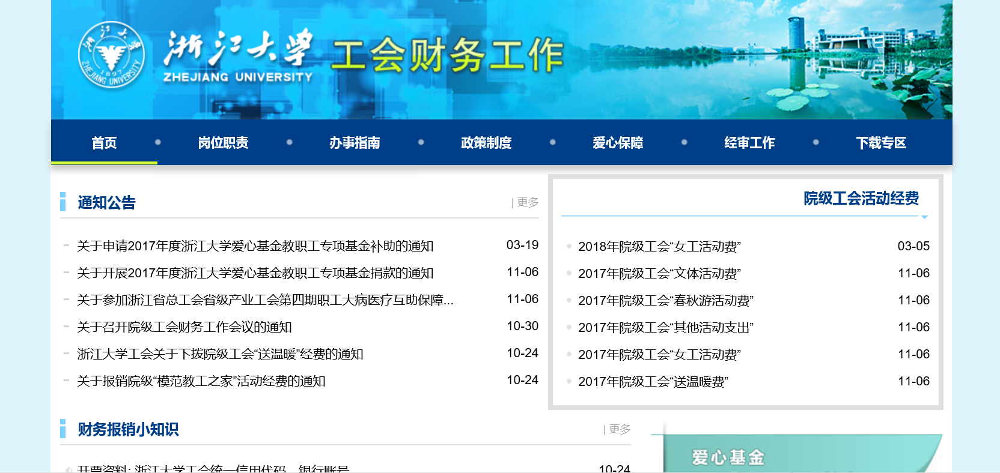 浙江大学
ZHEJIANG UNIVERSITY
1897
浙江大学
ZHEJIANG UNIVERSITY
工会财务工作
首页
岗位职责
办事指南
政策制度
爱心保障
经审工作
下载专区
通知公告
| 更多
关于申请2017年度浙江大学爱心基金教职工专项基金补助的通知 03-19
关于开展2017年度浙江大学爱心基金教职工专项基金捐款的通知 11-06
关于参加浙江省总工会省级产业工会第四期职工大病医疗互助保障... 11-06
关于召开院级工会财务工作会议的通知 10-30
浙江大学工会关于下拨院级工会“送温暖”经费的通知 10-24
关于报销院级“模范教工之家”活动经费的通知 10-24
院级工会活动经费
2018年院级工会“女工活动费” 03-05
2017年院级工会“文体活动费” 11-06
2017年院级工会“春秋游活动费” 11-06
2017年院级工会“其他活动支出” 11-06
2017年院级工会“女工活动费” 11-06
2017年院级工会“送温暖费” 11-06
财务报销小知识
| 更多
开票资料: 浙江大学工会统一信用代码、银行账号 10-24
爱心基金